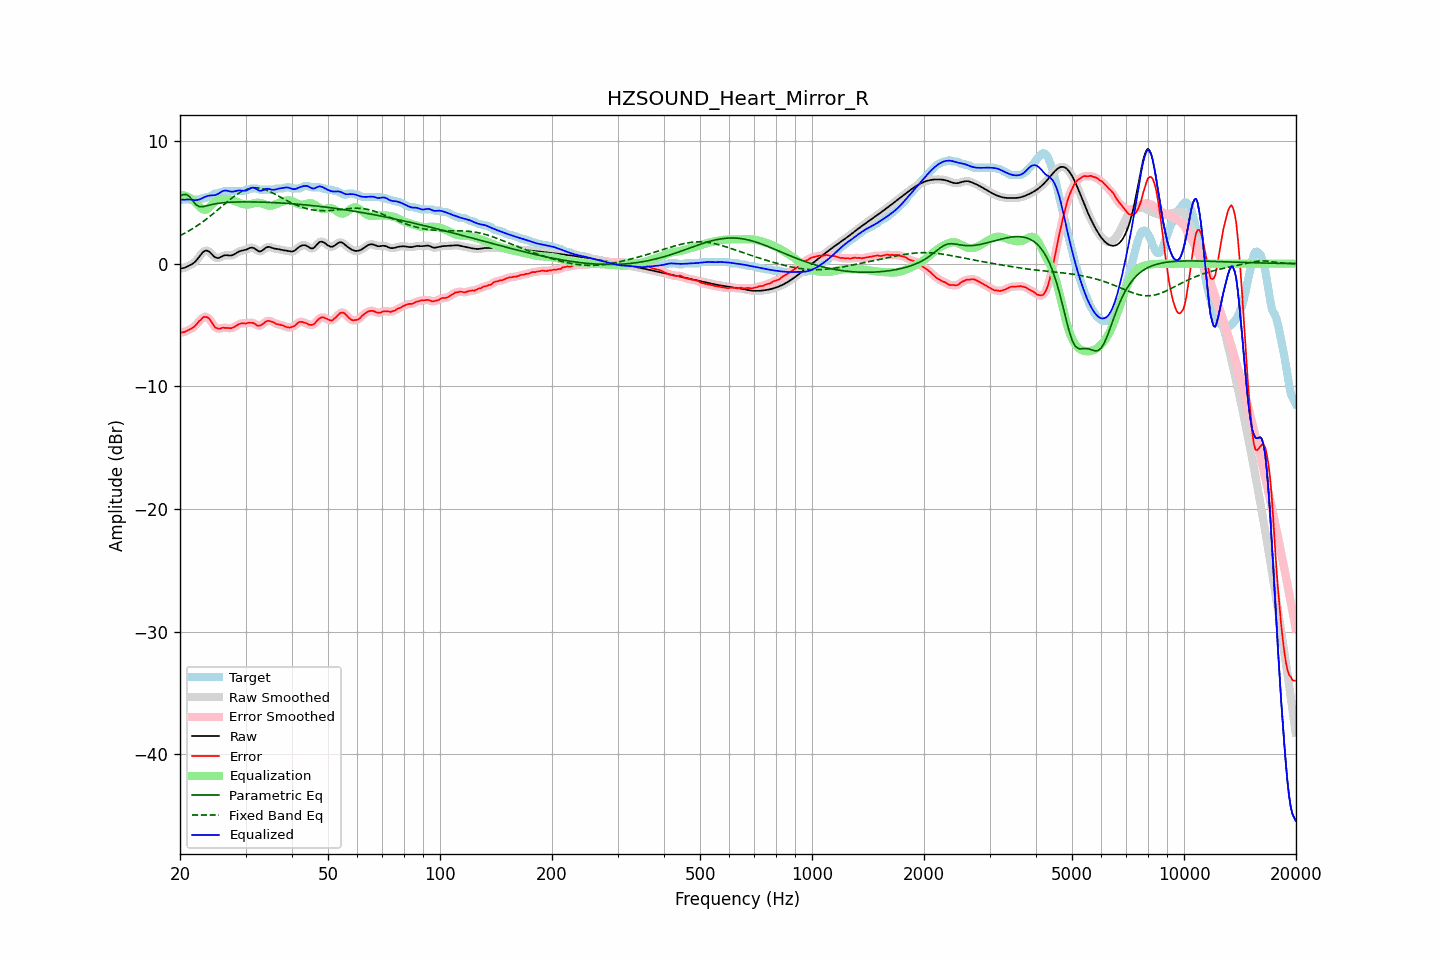 HZSOUND_Heart_Mirror_R
10
0
−10
−20
−30
−40
Amplitude (dBr)
Target
Raw Smoothed
Error Smoothed
Raw
Error
Equalization
Parametric Eq
Fixed Band Eq
Equalized
20 50 100 200 500 1000 2000 5000 10000 20000
Frequency (Hz)